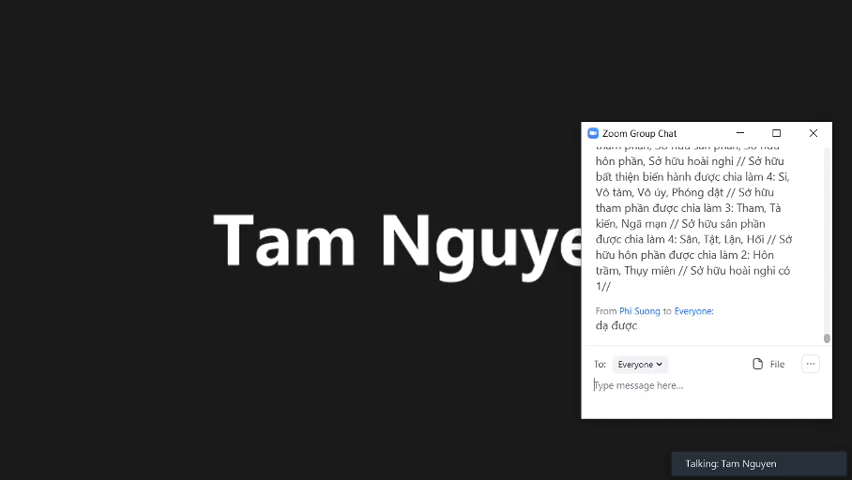 Tam Nguye
Zoom Group Chat
hôn phần, Sở hữu hoài nghi // Sở hữu
bất thiện biến hành được chia làm 4: Si,
Vô tàm, Vô úy, Phóng dật // Sở hữu
tham phần được chia làm 3: Tham, Tà
kiến, Ngã mạn // Sở hữu sân phần
được chia làm 4: Sân, Tật, Lận, Hối // Sở
hữu hôn phần được chia làm 2: Hôn
trầm, Thụy miên // Sở hữu hoài nghi có
1//
From Phi Suong to Everyone:
dạ được
To: Everyone File
Type message here...
Talking: Tam Nguyen